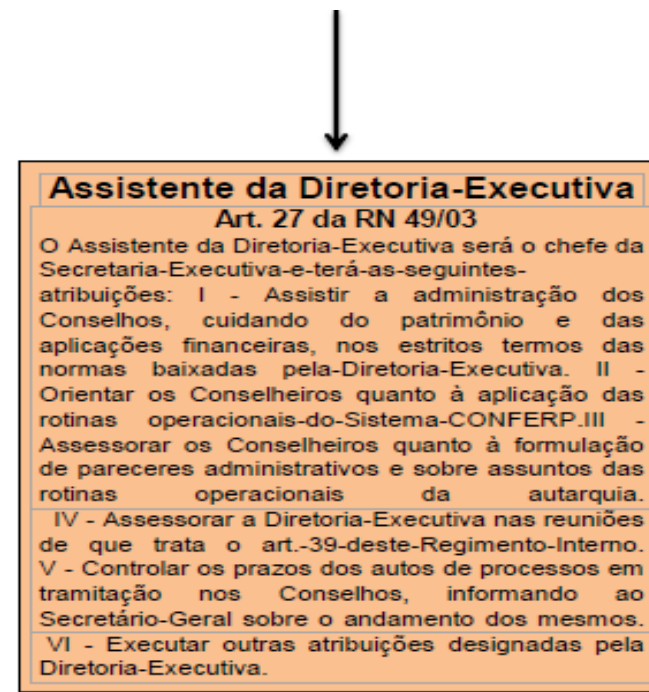 Assistente da Diretoria-Executiva
Art. 27 da RN 49/03
O Assistente da Diretoria-Executiva será o chefe da
Secretaria-Executiva-e-terá-as-seguintes-
atribuições: I - Assistir a administração dos
Conselhos, cuidando do patrimônio e das
aplicações financeiras, nos estritos termos das
normas baixadas pela-Diretoria-Executiva. II -
Orientar os Conselheiros quanto à aplicação das
rotinas operacionais-do-Sistema-CONFERP.III -
Assessorar os Conselheiros quanto à formulação
de pareceres administrativos e sobre assuntos das
rotinas operacionais da autarquia.
IV - Assessorar a Diretoria-Executiva nas reuniões
de que trata o art.-39-deste-Regimento-Interno.
V - Controlar os prazos dos autos de processos em
tramitação nos Conselhos, informando ao
Secretário-Geral sobre o andamento dos mesmos.
VI - Executar outras atribuições designadas pela
Diretoria-Executiva.